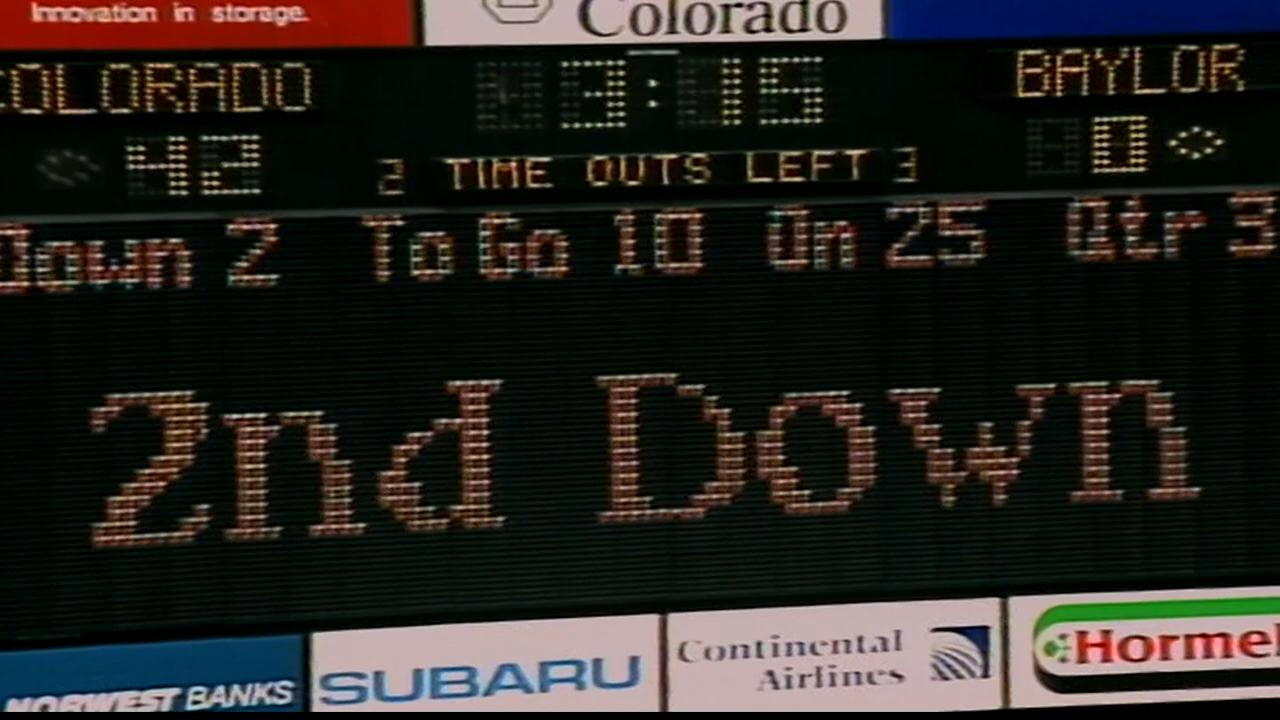 Innovation in storage.
Colorado
COLORADO 3:15 BAYLOR
42 2 TIME OUTS LEFT 3 0
Down 2 To Go 10 On 25 Qtr 3
2nd Down
NORWEST BANKS
SUBARU
Continental
Airlines
Hormel